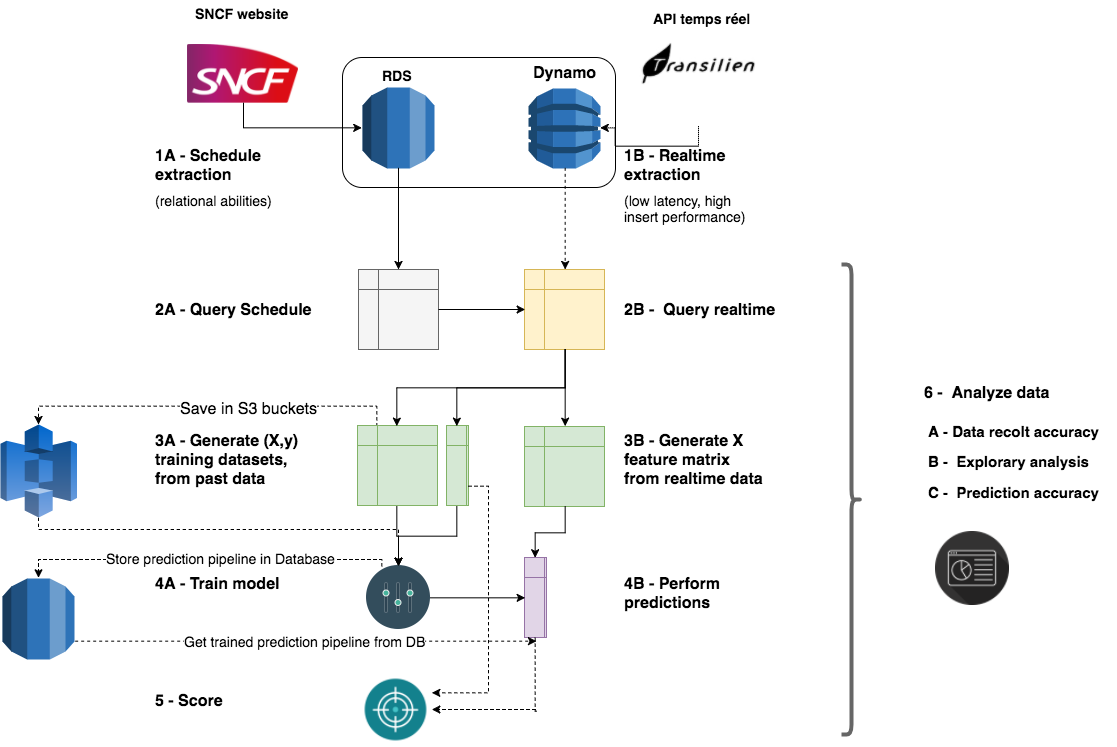 SNCF website
API temps réel
SNCF
Transilien
RDS
Dynamo
1A - Schedule
extraction
(relational abilities)
1B - Realtime
extraction
(low latency, high
insert performance)
2A - Query Schedule
2B -  Query realtime
Save in S3 buckets
3A - Generate (X,y)
training datasets,
from past data
3B - Generate X
feature matrix
from realtime data
Store prediction pipeline in Database
4A - Train model
4B - Perform
predictions
Get trained prediction pipeline from DB
5 - Score
6 -  Analyze data
A - Data recolt accuracy
B -  Explorary analysis
C -  Prediction accuracy